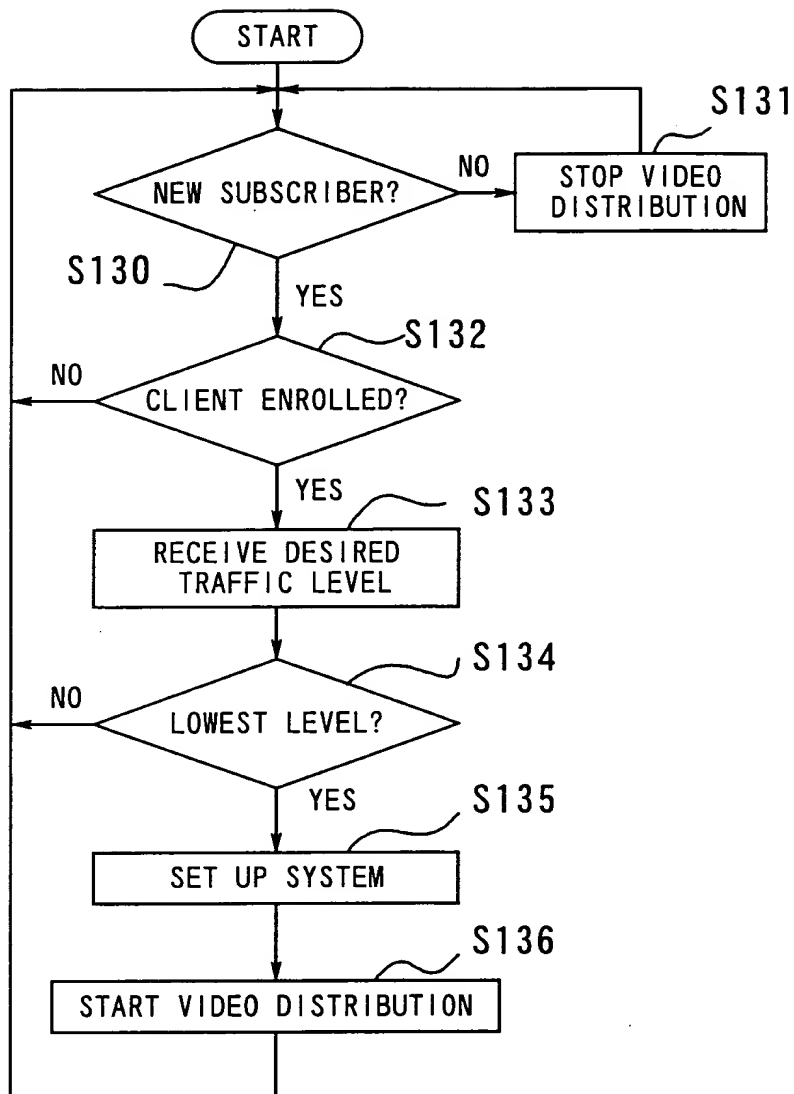 START
S131
NEW SUBSCRIBER?
NO
STOP VIDEO
DISTRIBUTION
S130
YES
S132
NO
CLIENT ENROLLED?
YES
S133
RECEIVE DESIRED
TRAFFIC LEVEL
S134
NO
LOWEST LEVEL?
YES
S135
SET UP SYSTEM
S136
START VIDEO DISTRIBUTION